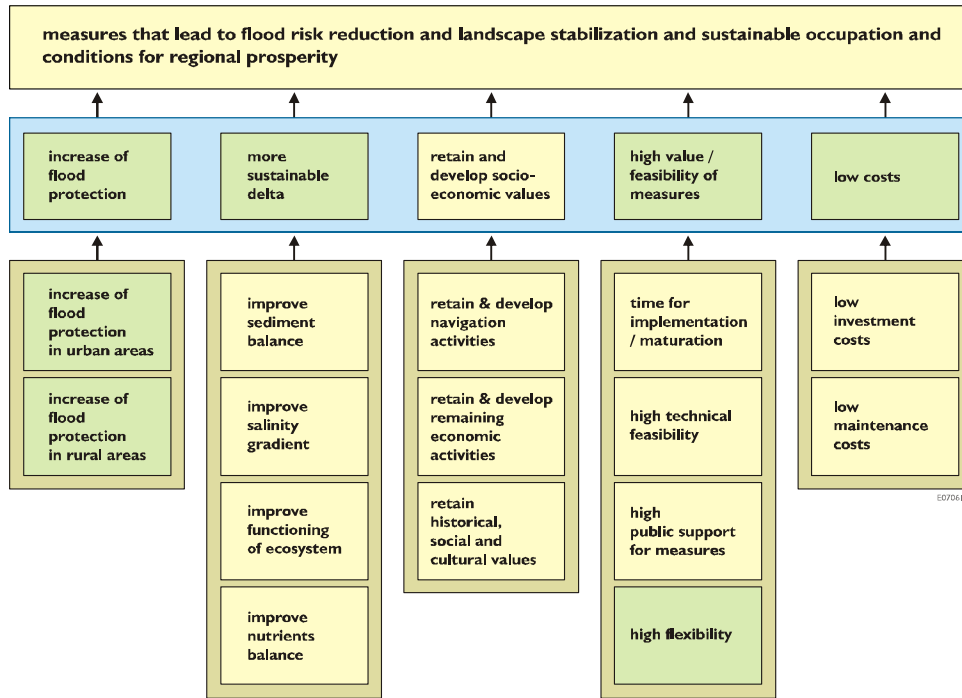 measures that lead to flood risk reduction and landscape stabilization and sustainable occupation and
conditions for regional prosperity
increase of
flood
protection
more
sustainable
delta
retain and
develop socio-
economic values
high value /
feasibility of
measures
low costs
increase of
flood
protection
in urban areas
increase of
flood
protection
in rural areas
improve
sediment
balance
improve
salinity
gradient
improve
functioning
of ecosystem
improve
nutrients
balance
retain & develop
navigation
activities
retain & develop
remaining
economic
activities
retain
historical,
social and
cultural values
time for
implementation
/ maturation
high technical
feasibility
high
public support
for measures
high flexibility
low
investment
costs
low
maintenance
costs